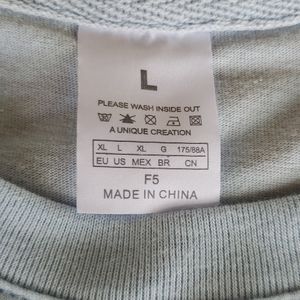 L
PLEASE WASH INSIDE OUT
A UNIQUE CREATION
XL L XL G 175/88A
EU US MEX BR CN
F5
MADE IN CHINA